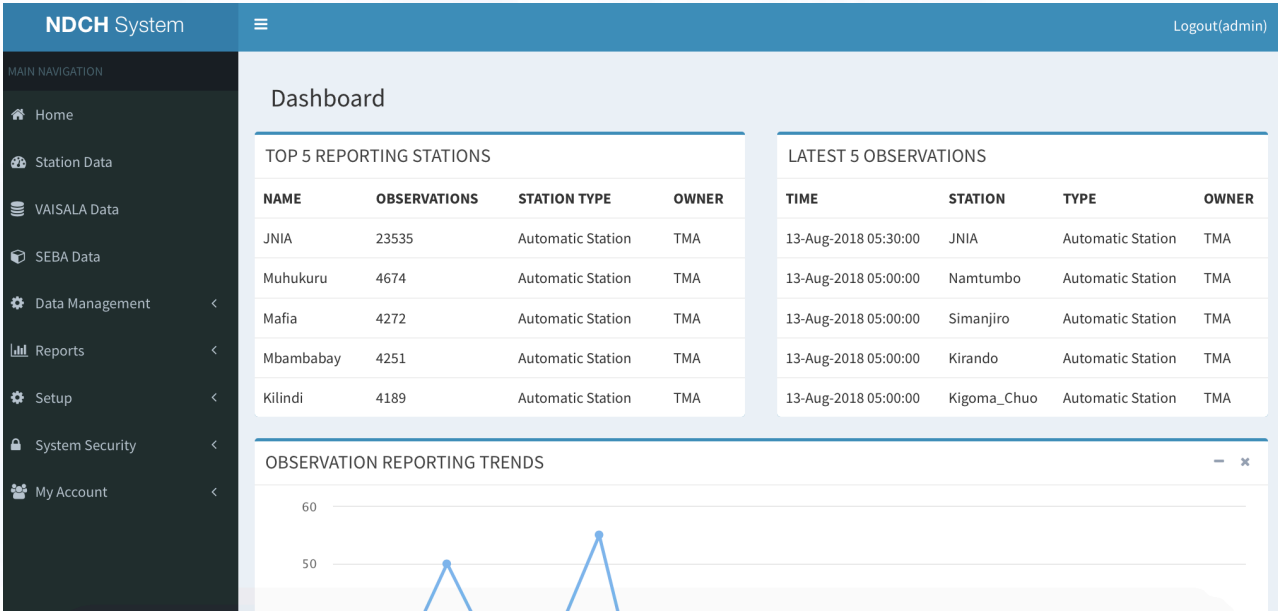 NDCH System
Logout(admin)
MAIN NAVIGATION
Home
Station Data
VAISALA Data
SEBA Data
Data Management
Reports
Setup
System Security
My Account
Dashboard
TOP 5 REPORTING STATIONS
NAME OBSERVATIONS STATION TYPE OWNER
JNIA 23535 Automatic Station TMA
Muhukuru 4674 Automatic Station TMA
Mafia 4272 Automatic Station TMA
Mbambabay 4251 Automatic Station TMA
Kilindi 4189 Automatic Station TMA
LATEST 5 OBSERVATIONS
TIME STATION TYPE OWNER
13-Aug-2018 05:30:00 JNIA Automatic Station TMA
13-Aug-2018 05:00:00 Namtumbo Automatic Station TMA
13-Aug-2018 05:00:00 Simanjiro Automatic Station TMA
13-Aug-2018 05:00:00 Kirando Automatic Station TMA
13-Aug-2018 05:00:00 Kigoma_Chuo Automatic Station TMA
OBSERVATION REPORTING TRENDS
60
50